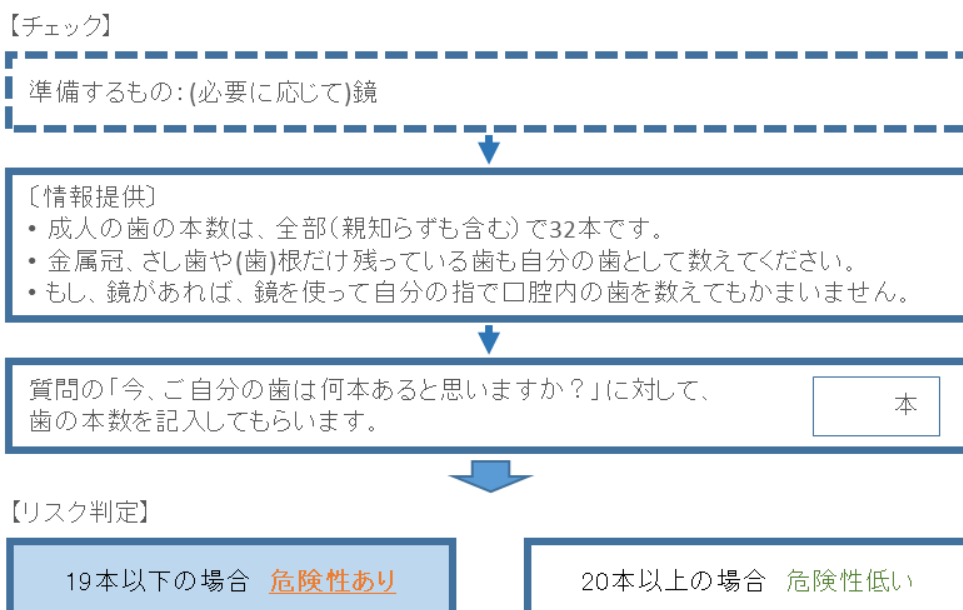 【チェック】
準備するもの：(必要に応じて)鏡
〔情報提供〕
• 成人の歯の本数は、全部（親知らずも含む）で32本です。
• 金属冠、さし歯や(歯)根だけ残っている歯も自分の歯として数えてください。
• もし、鏡があれば、鏡を使って自分の指で口腔内の歯を数えてもかまいません。
質問の「今、ご自分の歯は何本あると思いますか？」に対して、
歯の本数を記入してもらいます。
本
【リスク判定】
19本以下の場合 危険性あり
20本以上の場合 危険性低い